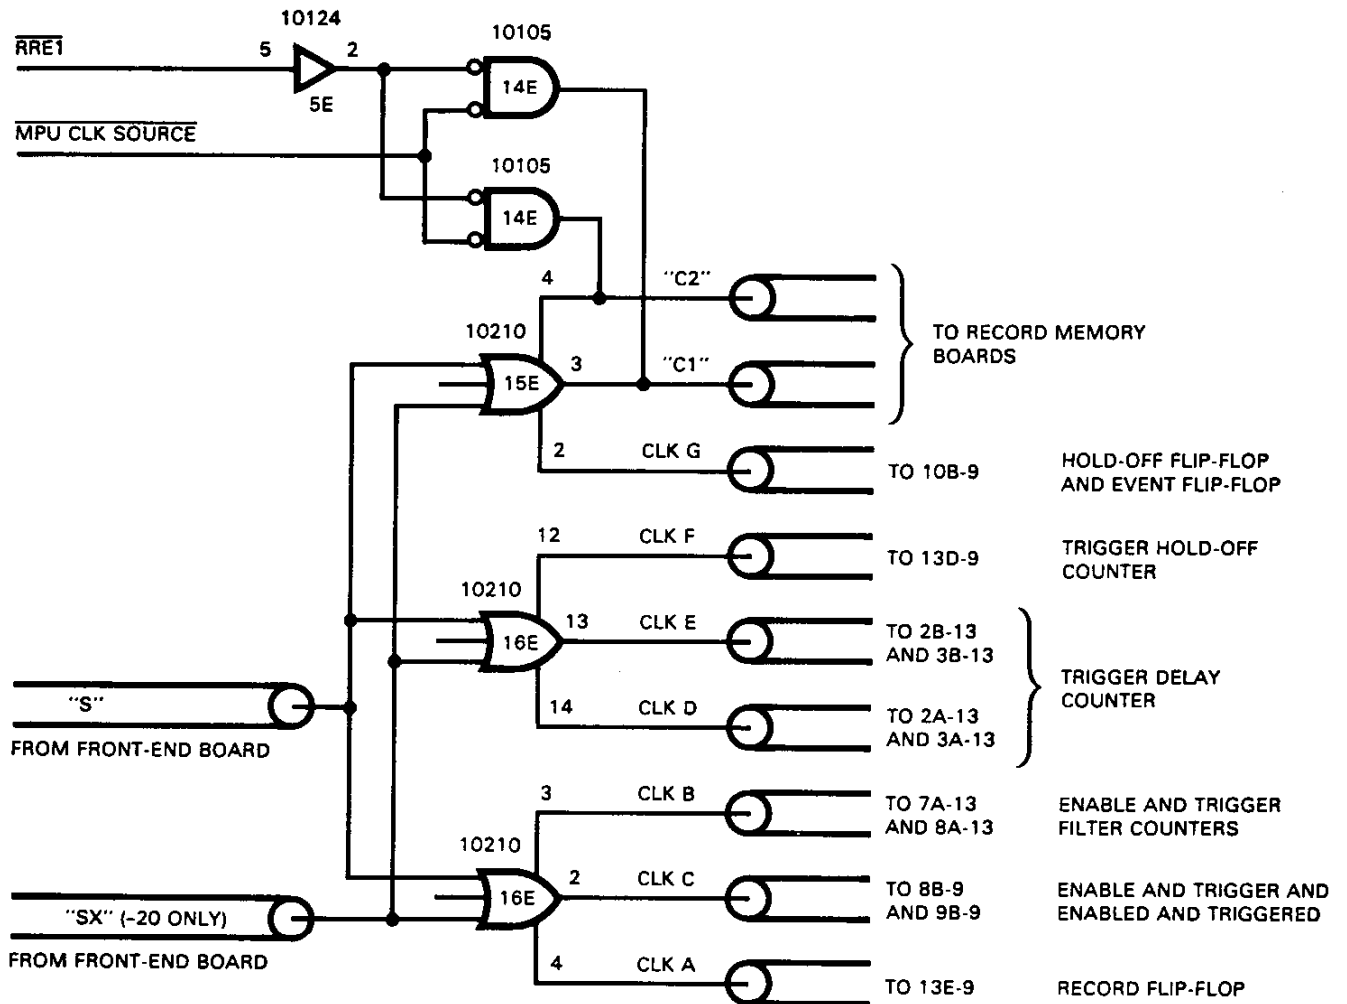 10124
RRE1
5
2
5E
10105
14E
MPU CLK SOURCE
10105
14E
4
"C2"
10210
15E
3
"C1"
TO RECORD MEMORY
BOARDS
2
CLK G
TO 10B-9
HOLD-OFF FLIP-FLOP
AND EVENT FLIP-FLOP
12
CLK F
TO 13D-9
TRIGGER HOLD-OFF
COUNTER
10210
16E
13
CLK E
TO 2B-13
AND 3B-13
TRIGGER DELAY
COUNTER
14
CLK D
TO 2A-13
AND 3A-13
"S"
FROM FRONT-END BOARD
3
CLK B
TO 7A-13
AND 8A-13
ENABLE AND TRIGGER
FILTER COUNTERS
10210
16E
2
CLK C
TO 8B-9
AND 9B-9
ENABLE AND TRIGGER AND
ENABLED AND TRIGGERED
"SX" (-20 ONLY)
FROM FRONT-END BOARD
4
CLK A
TO 13E-9
RECORD FLIP-FLOP